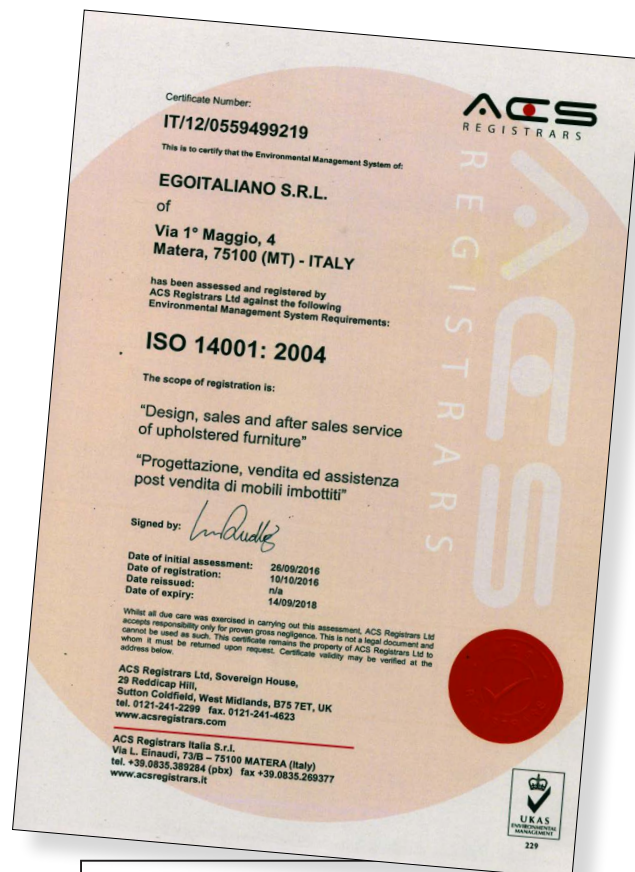 ACS
REGISTRARS
Certificate Number:
IT/12/0559499219
This is to certify that the Environmental Management System of:
EGOITALIANO S.R.L.
of
Via 1° Maggio, 4
Matera, 75100 (MT) - ITALY
has been assessed and registered by
ACS Registrars Ltd against the following
Environmental Management System Requirements:
ISO 14001: 2004
The scope of registration is:
“Design, sales and after sales service
of upholstered furniture”
“Progettazione, vendita ed assistenza
post vendita di mobili imbottiti”
Signed by:
Date of initial assessment: 26/09/2016
Date of registration: 10/10/2016
Date reissued: n/a
Date of expiry: 14/09/2018
Whilst all due care was exercised in carrying out this assessment, ACS Registrars Ltd
accepts responsibility only for proven gross negligence. This is not a legal document and
cannot be used as such. This certificate remains the property of ACS Registrars Ltd to
whom it must be returned upon request. Certificate validity may be verified at the
address below.
ACS Registrars Ltd, Sovereign House,
29 Reddicap Hill,
Sutton Coldfield, West Midlands, B75 7ET, UK
tel. 0121-241-2299 fax. 0121-241-4623
www.acsregistrars.com
ACS Registrars Italia S.r.l.
Via L. Einaudi, 73/B – 75100 MATERA (Italy)
tel. +39.0835.389284 (pbx) fax +39.0835.269377
www.acsregistrars.it
ACS
REGISTRARS
UKAS
ENVIRONMENTAL
MANAGEMENT
229